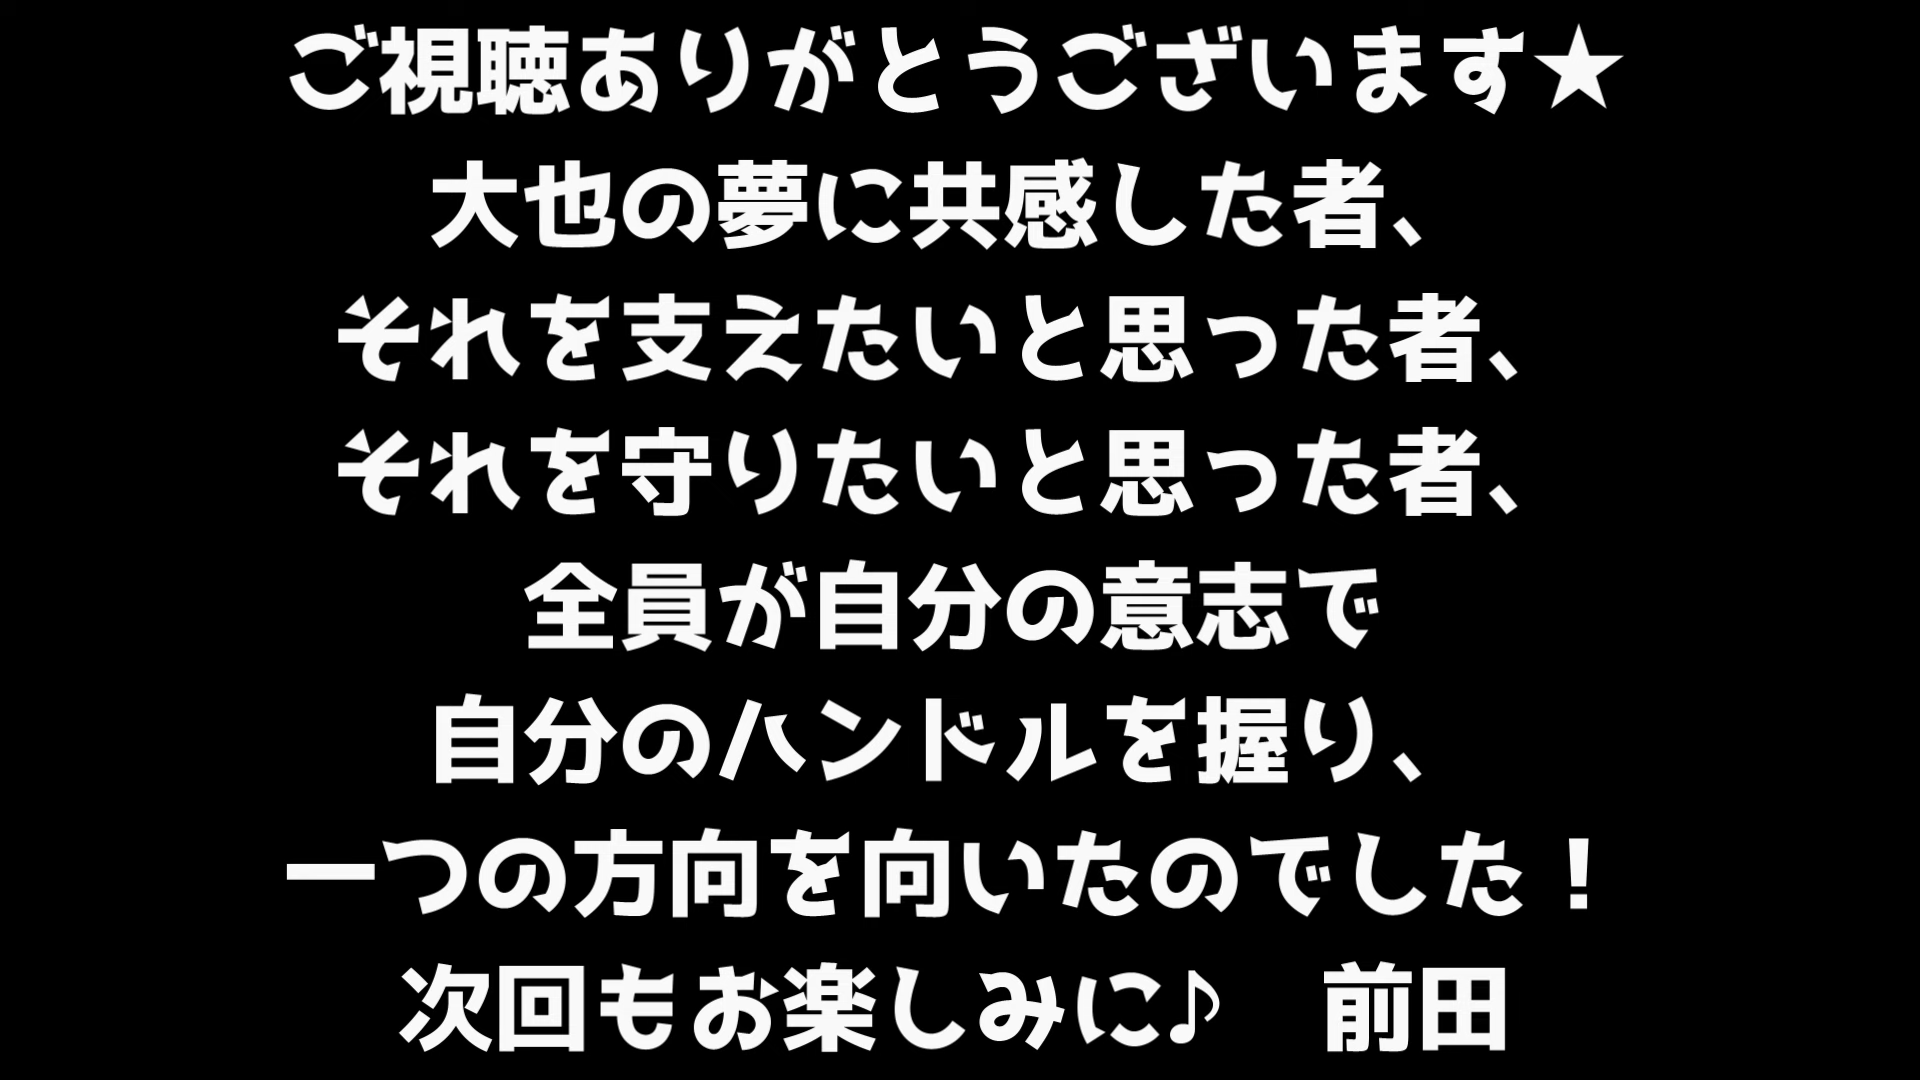 ご視聴ありがとうございます★
大也の夢に共感した者、
それを支えたいと思った者、
それを守りたいと思った者、
全員が自分の意志で
自分のハンドルを握り、
一つの方向を向いたのでした！
次回もお楽しみに♪　前田